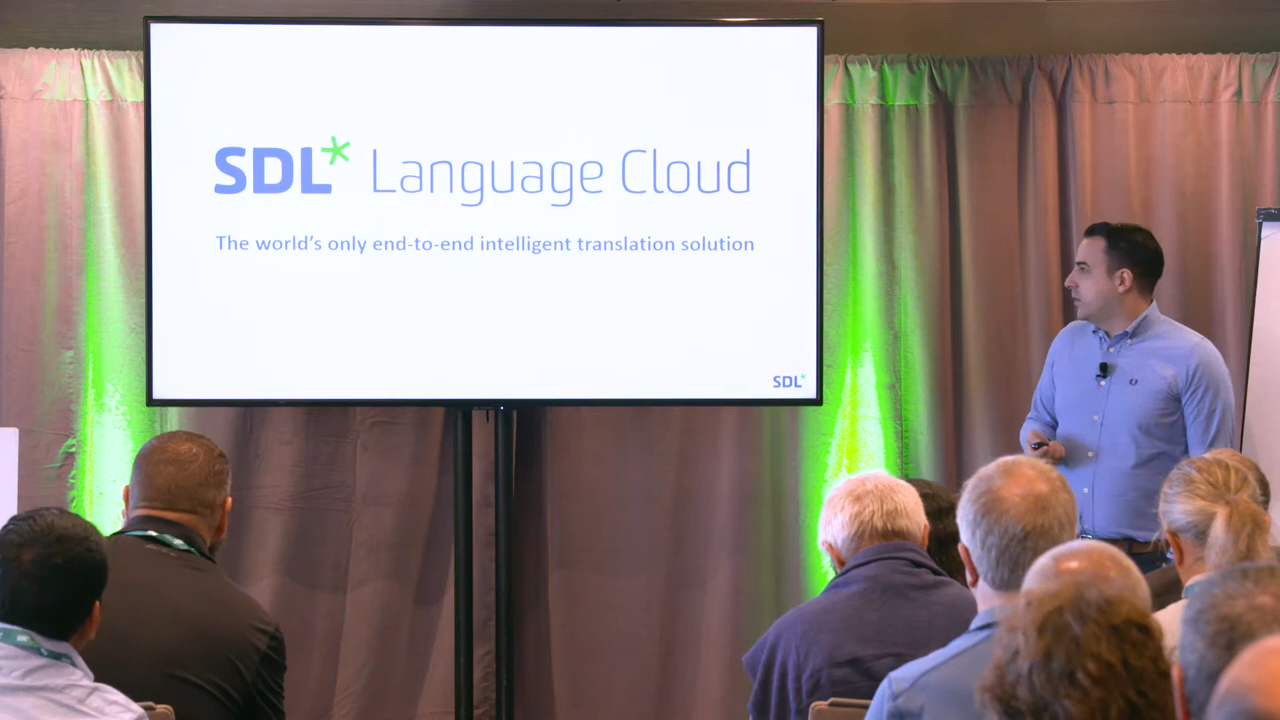 SDL* Language Cloud
The world's only end-to-end intelligent translation solution
SDL*